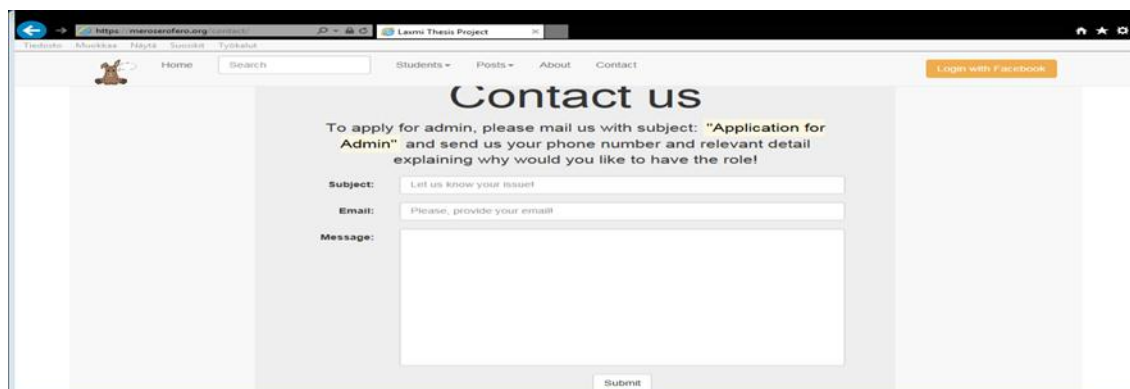 https://meroserofero.org/contact/ Laxmi Thesis Project
Tiedosto Muokkaa Näytä Suosikit Työkalut
Home Search Students Posts About Contact Login with Facebook
Contact us
To apply for admin, please mail us with subject: "Application for
Admin" and send us your phone number and relevant detail
explaining why would you like to have the role!
Subject: Let us know your issue!
Email: Please, provide your email!
Message:
Submit